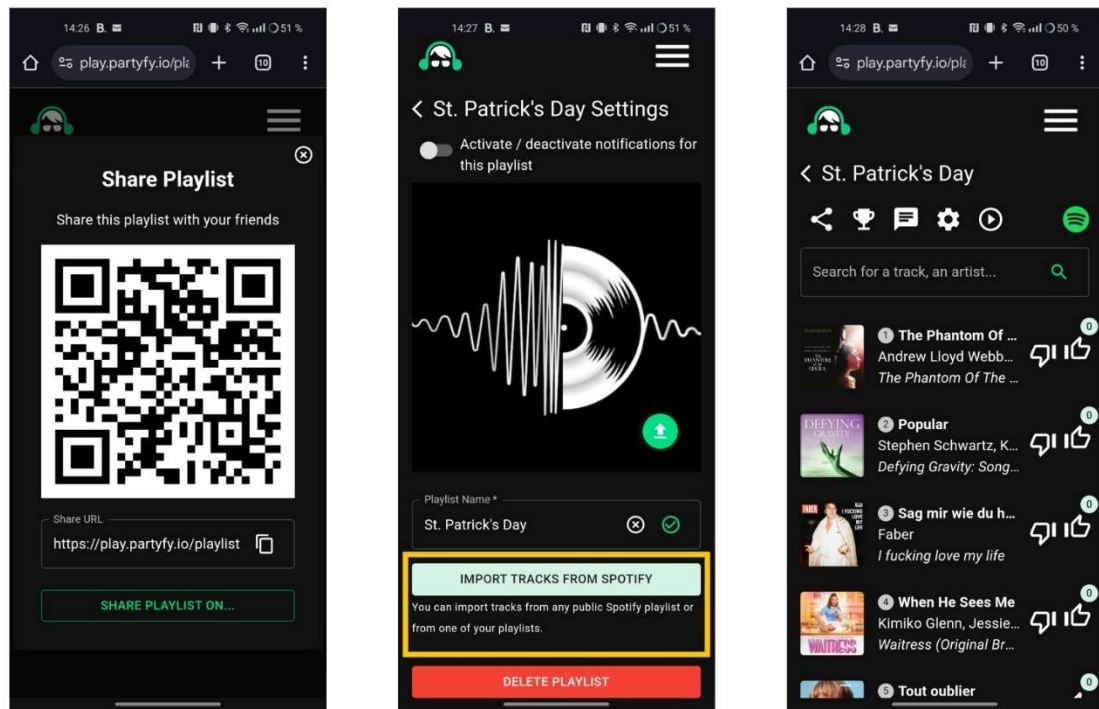 14:26 B. 51 %
play.partyfy.io/pla
10
Share Playlist
Share this playlist with your friends
Share URL
https://play.partyfy.io/playlist
SHARE PLAYLIST ON...
14:27 B. 51 %
St. Patrick's Day Settings
Activate / deactivate notifications for
this playlist
Playlist Name *
St. Patrick's Day
IMPORT TRACKS FROM SPOTIFY
You can import tracks from any public Spotify playlist or
from one of your playlists.
DELETE PLAYLIST
14:28 B. 50 %
play.partyfy.io/pla
10
St. Patrick's Day
Search for a track, an artist...
1 The Phantom Of ...
0
Andrew Lloyd Webb...
The Phantom Of The ...
DEFYING
GRAVITY
2 Popular
0
Stephen Schwartz, K...
Defying Gravity: Song...
FABER
I FUCKING
LOVE
MY
LIFE
3 Sag mir wie du h...
0
Faber
I fucking love my life
WAITRESS
4 When He Sees Me
0
Kimiko Glenn, Jessie...
Waitress (Original Br...
5 Tout oublier
0